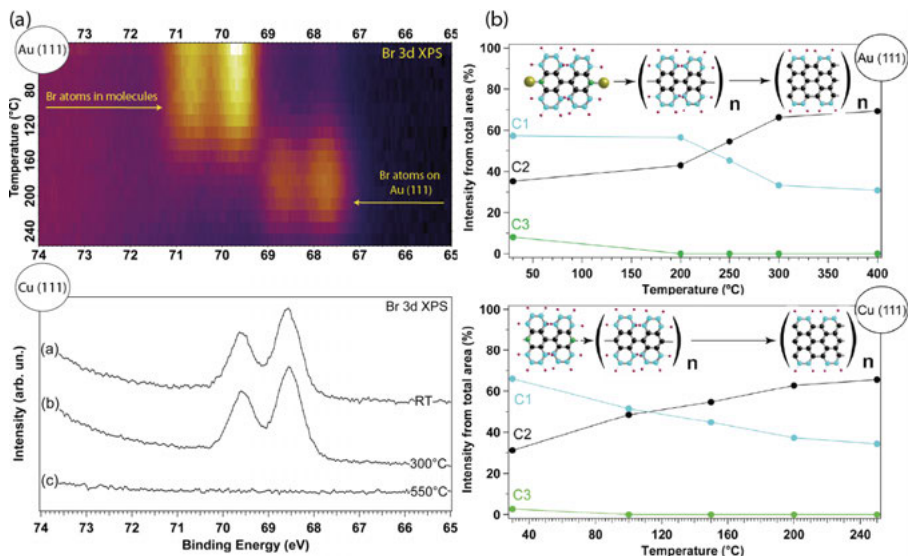 (a)
74 73 72 71 70 69 68 67 66 65
Au (111)
Br 3d XPS
Br atoms in molecules
Br atoms on
Au (111)
Temperature (°C)
80
120
160
200
240
74 73 72 71 70 69 68 67 66 65
Cu (111)
Br 3d XPS
Intensity (arb. un.)
(a)
RT
(b)
300°C
(c)
550°C
74 73 72 71 70 69 68 67 66 65
Binding Energy (eV)
(b)
Au (111)
Intensity from total area (%)
100
80
60
40
20
0
n
n
C1
C2
C3
50 100 150 200 250 300 350 400
Temperature (°C)
Cu (111)
Intensity from total area (%)
100
80
60
40
20
0
n
n
C1
C2
C3
40 80 120 160 200 240
Temperature (°C)